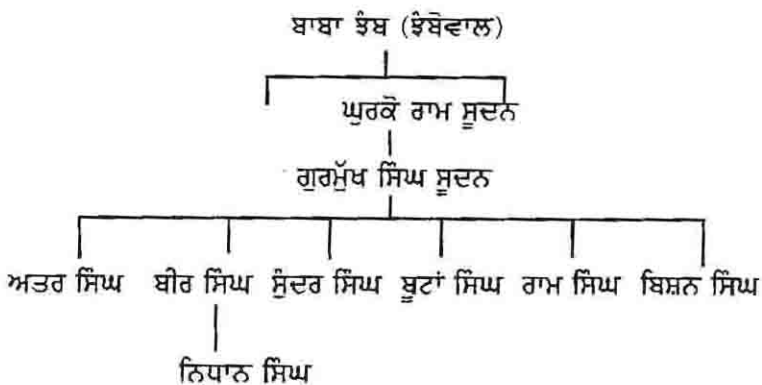 ਬਾਬਾ ਝੰਬ (ਝੰਬੋਵਾਲ)
ਘੁਰਕੋ ਰਾਮ ਸੂਦਨ
ਗੁਰਮੁੱਖ ਸਿੰਘ ਸੂਦਨ
ਅਤਰ ਸਿੰਘ ਬੀਰ ਸਿੰਘ ਸੁੰਦਰ ਸਿੰਘ ਬੂਟਾਂ ਸਿੰਘ ਰਾਮ ਸਿੰਘ ਬਿਸ਼ਨ ਸਿੰਘ
ਨਿਧਾਨ ਸਿੰਘ